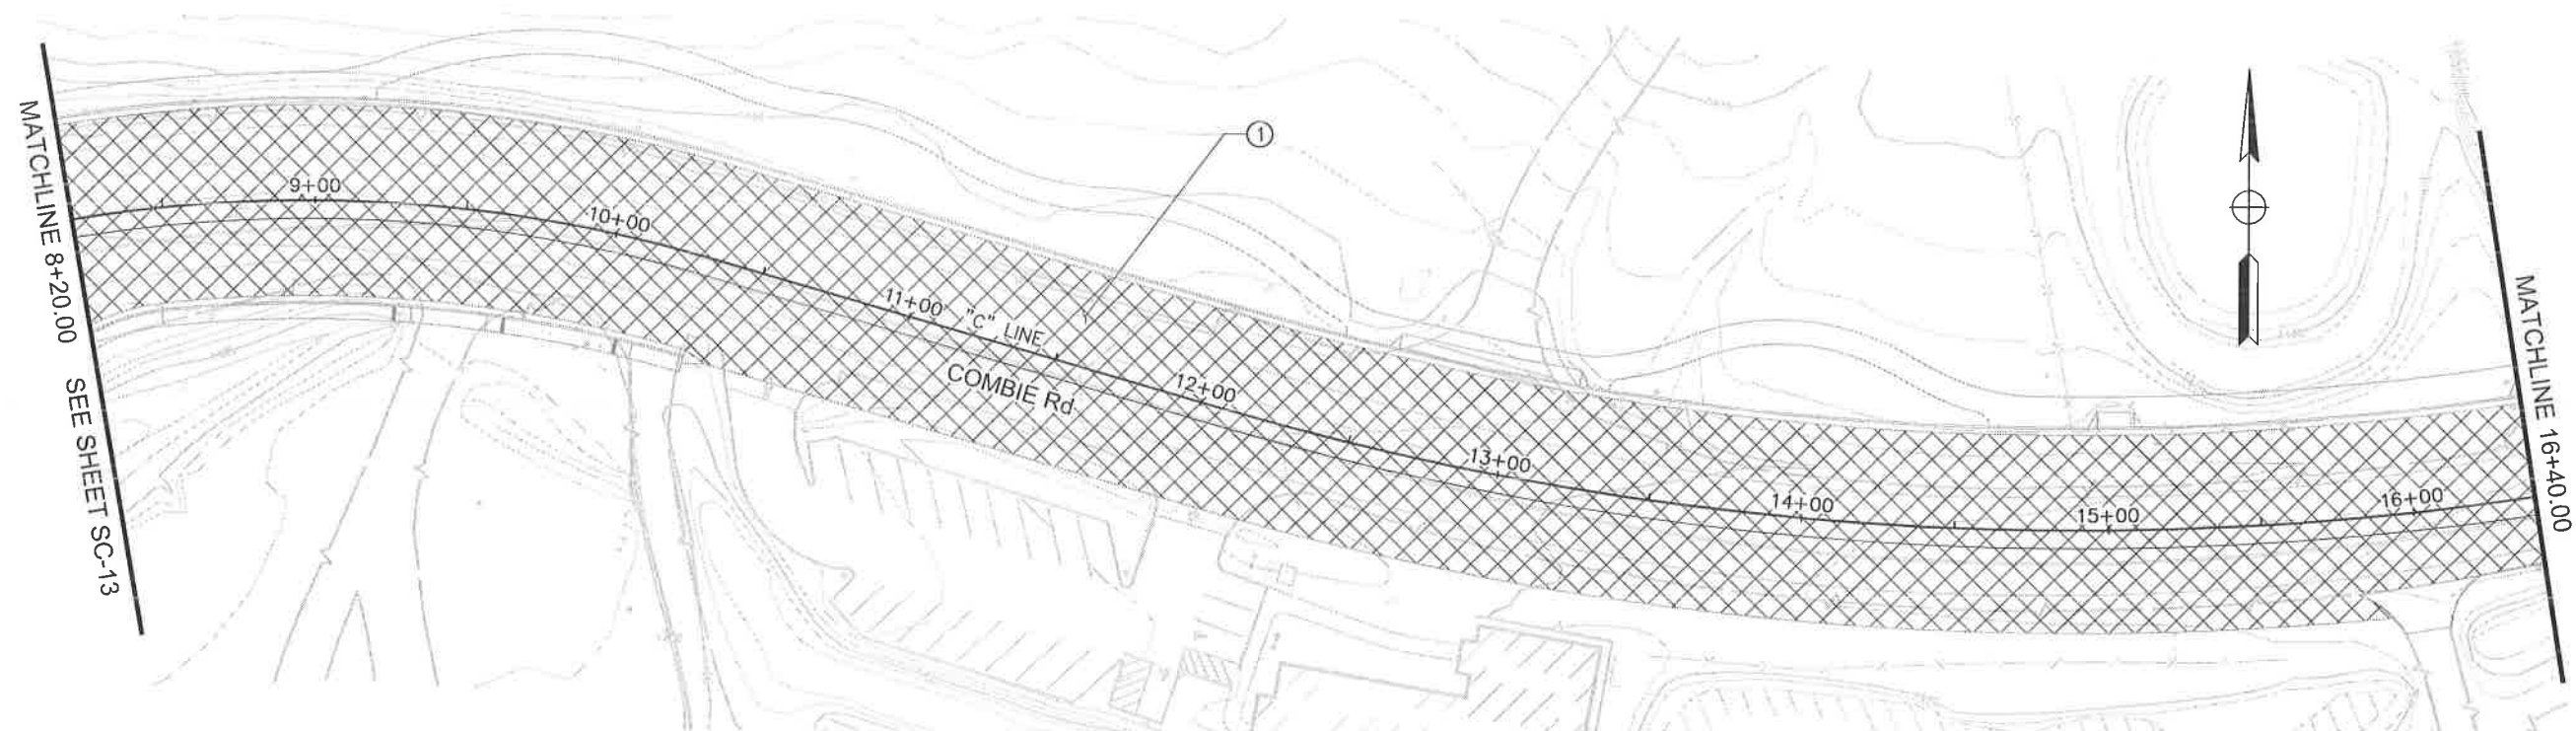 MATCHLINE 8+20.00 SEE SHEET SC-13
9+00
10+00
11+00
"C" LINE
COMBIE Rd
1
12+00
13+00
14+00
15+00
16+00
MATCHLINE 16+40.00